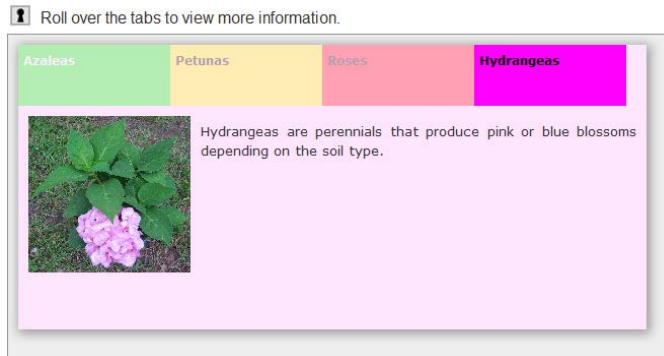 Roll over the tabs to view more information.
Azaleas Petunas Roses Hydrangeas
Hydrangeas are perennials that produce pink or blue blossoms
depending on the soil type.